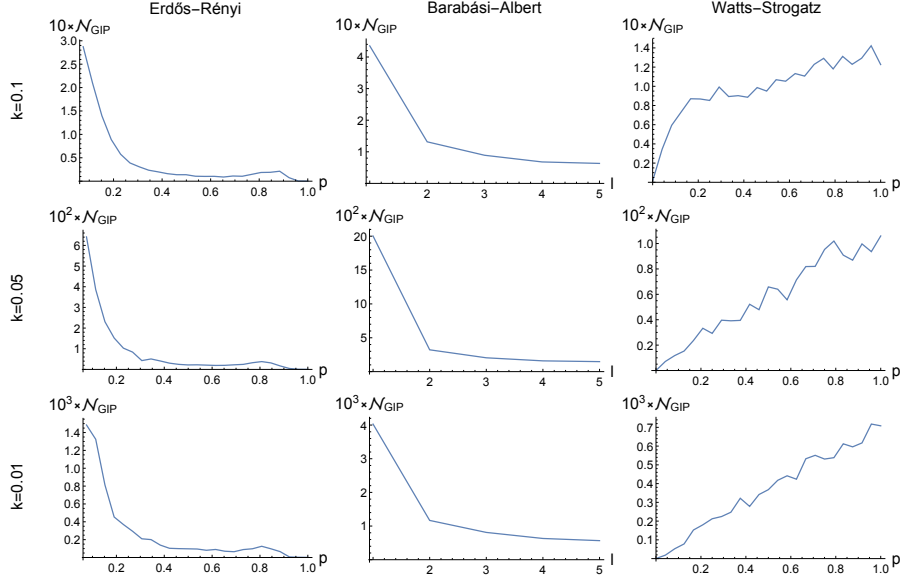 Erdős-Rényi
Barabási-Albert
Watts-Strogatz
k=0.1
10×𝒩GIP
3.0
2.5
2.0
1.5
1.0
0.5
0.2 0.4 0.6 0.8 1.0 p
10×𝒩GIP
4
3
2
1
2 3 4 5 l
10×𝒩GIP
1.4
1.2
1.0
0.8
0.6
0.4
0.2
0.2 0.4 0.6 0.8 1.0 p
k=0.05
10²×𝒩GIP
6
5
4
3
2
1
0.2 0.4 0.6 0.8 1.0 p
10²×𝒩GIP
20
15
10
5
2 3 4 5 l
10²×𝒩GIP
1.0
0.8
0.6
0.4
0.2
0.2 0.4 0.6 0.8 1.0 p
k=0.01
10³×𝒩GIP
1.4
1.2
1.0
0.8
0.6
0.4
0.2
0.2 0.4 0.6 0.8 1.0 p
10³×𝒩GIP
4
3
2
1
2 3 4 5 l
10³×𝒩GIP
0.7
0.6
0.5
0.4
0.3
0.2
0.1
0.2 0.4 0.6 0.8 1.0 p